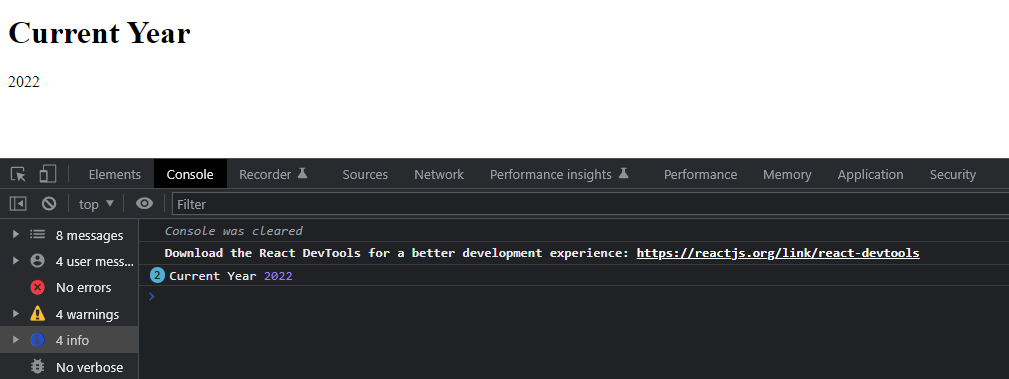 Current Year
2022
Elements Console Recorder Sources Network Performance insights Performance Memory Application Security
top Filter
8 messages
4 user mess...
No errors
4 warnings
4 info
No verbose
Console was cleared
Download the React DevTools for a better development experience: https://reactjs.org/link/react-devtools
2 Current Year 2022
>